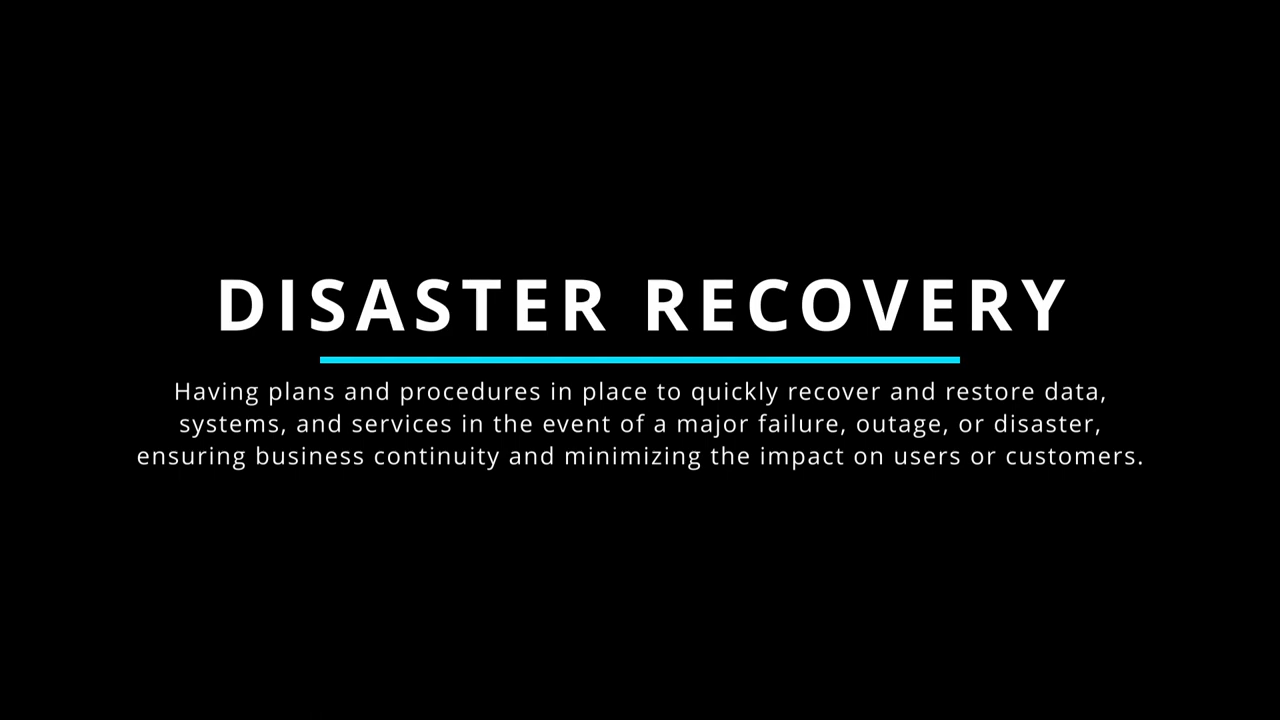 DISASTER RECOVERY
Having plans and procedures in place to quickly recover and restore data,
systems, and services in the event of a major failure, outage, or disaster,
ensuring business continuity and minimizing the impact on users or customers.